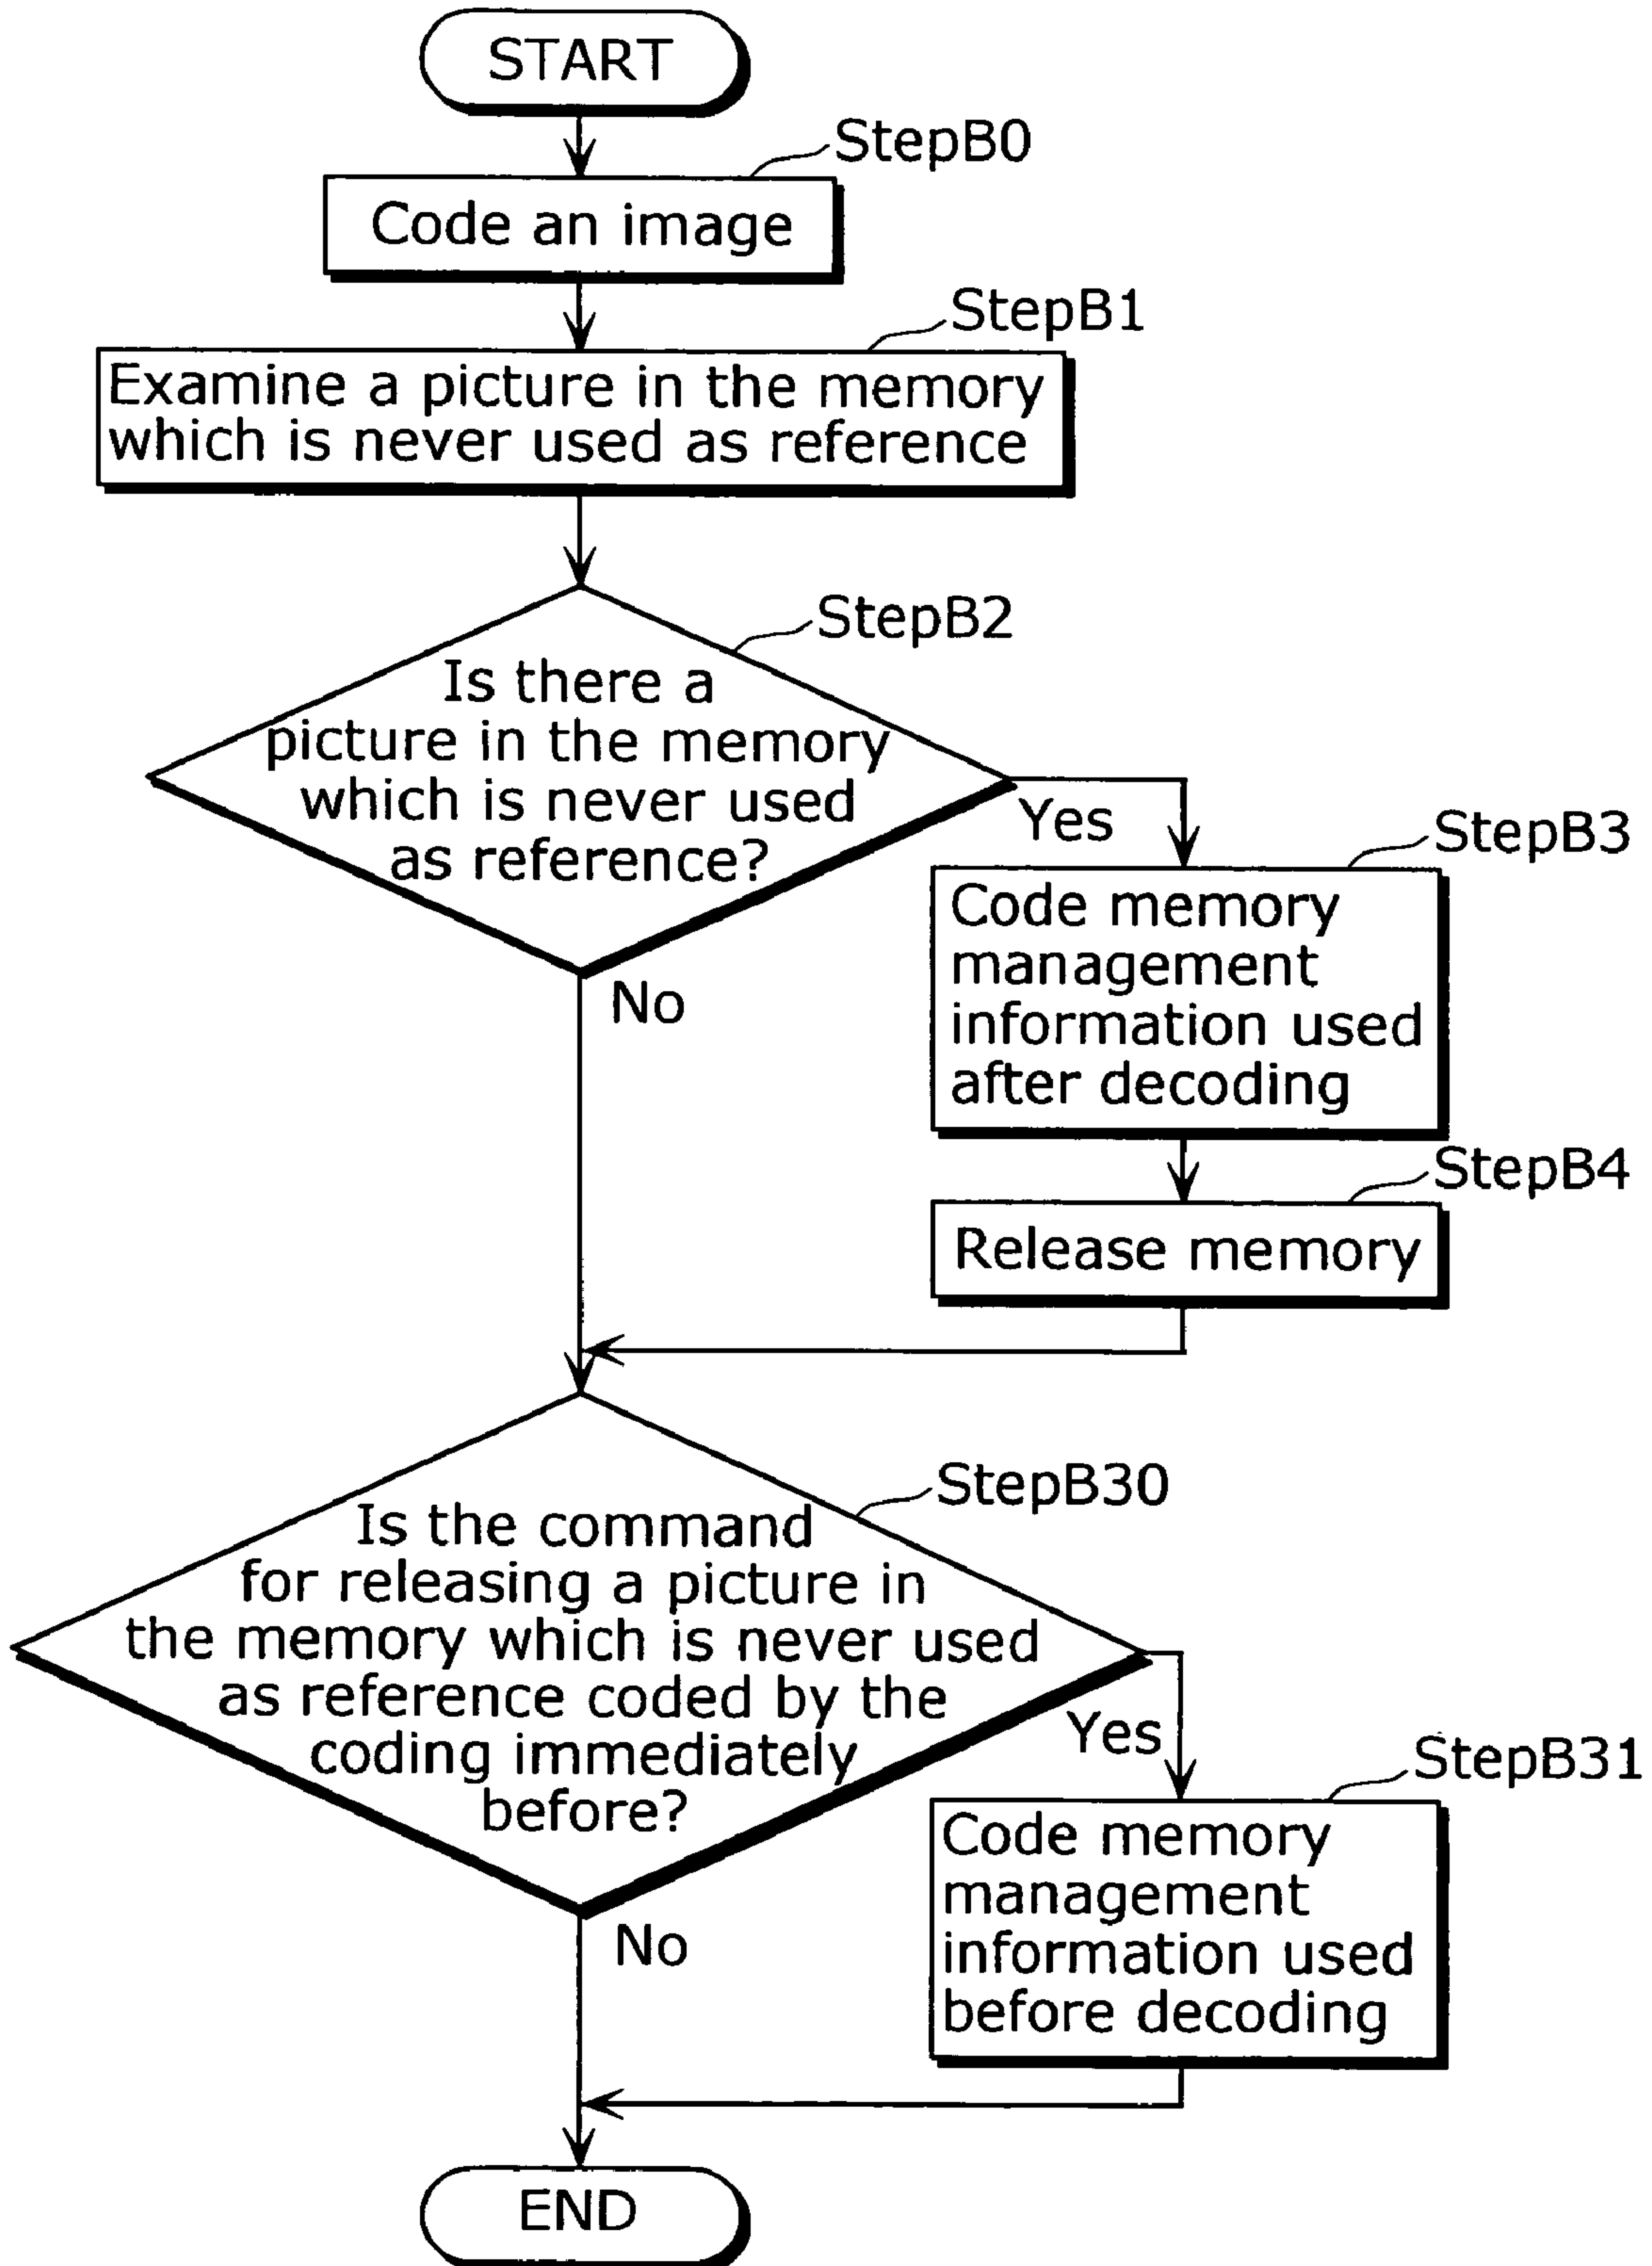 START
StepB0
Code an image
StepB1
Examine a picture in the memory
which is never used as reference
StepB2
Is there a
picture in the memory
which is never used
as reference?
Yes
No
StepB3
Code memory
management
information used
after decoding
StepB4
Release memory
StepB30
Is the command
for releasing a picture in
the memory which is never used
as reference coded by the
coding immediately
before?
Yes
No
StepB31
Code memory
management
information used
before decoding
END